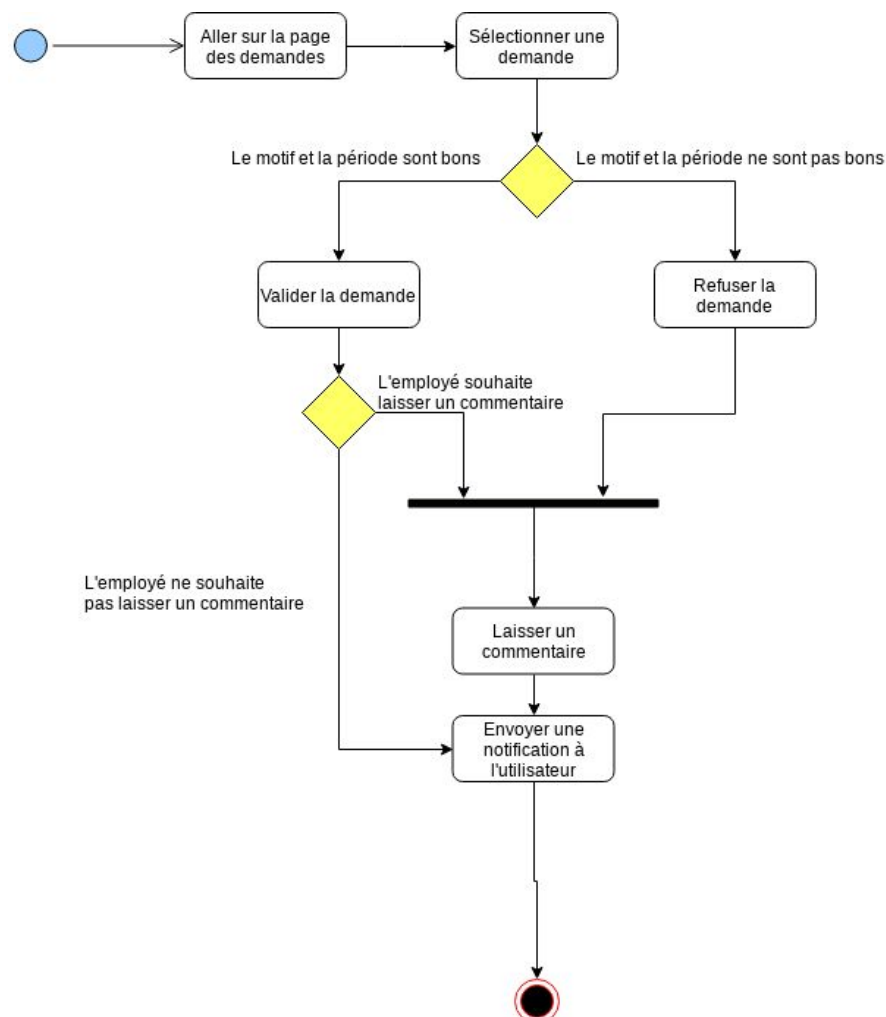 Aller sur la page
des demandes
Sélectionner une
demande
Le motif et la période sont bons
Le motif et la période ne sont pas bons
Valider la demande
Refuser la
demande
L'employé souhaite
laisser un commentaire
L'employé ne souhaite
pas laisser un commentaire
Laisser un
commentaire
Envoyer une
notification à
l'utilisateur